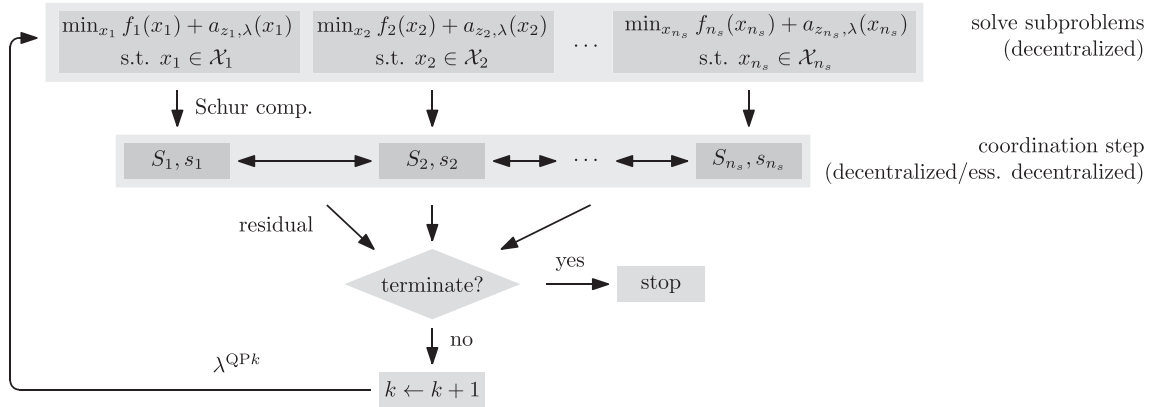 min_{x_1} f_1(x_1) + a_{z_1,λ}(x_1)
s.t. x_1 ∈ 𝒳_1
min_{x_2} f_2(x_2) + a_{z_2,λ}(x_2)
s.t. x_2 ∈ 𝒳_2
...
min_{x_{n_s}} f_{n_s}(x_{n_s}) + a_{z_{n_s},λ}(x_{n_s})
s.t. x_{n_s} ∈ 𝒳_{n_s}
solve subproblems
(decentralized)
Schur comp.
S_1, s_1
S_2, s_2
...
S_{n_s}, s_{n_s}
coordination step
(decentralized/ess. decentralized)
residual
terminate?
yes
stop
no
λ^{QPk}
k ← k + 1